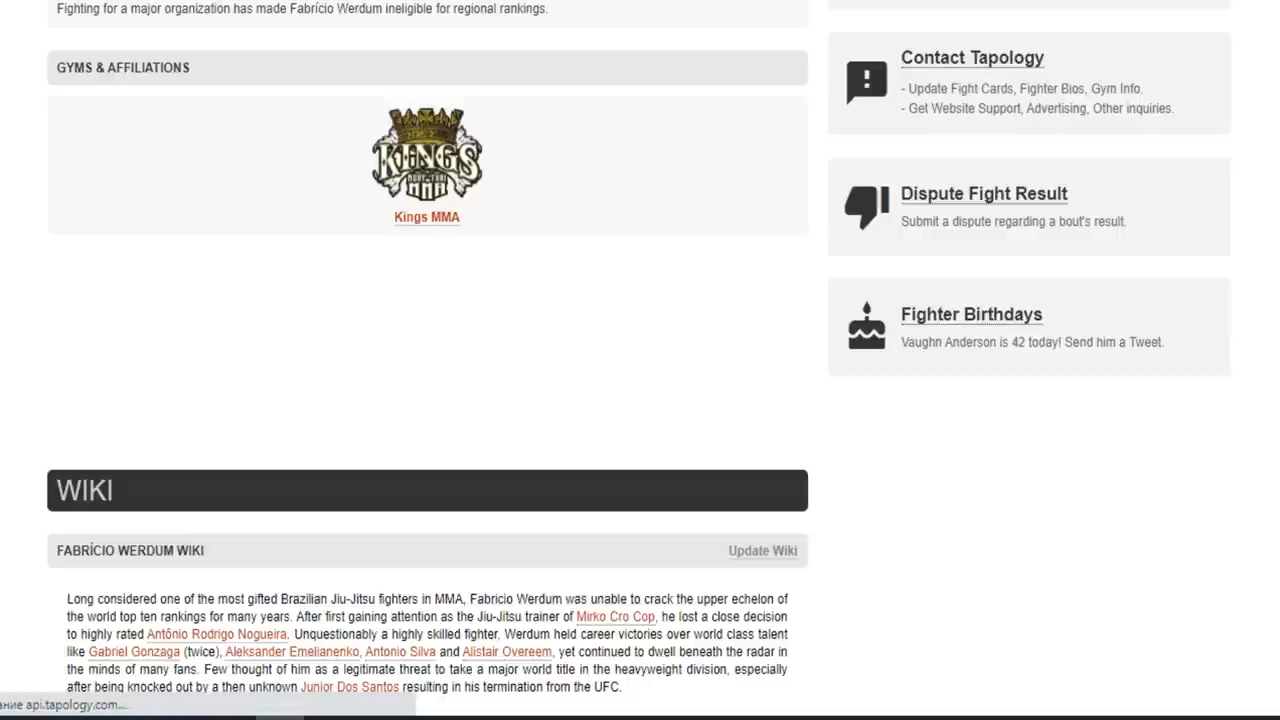 Fighting for a major organization has made Fabrício Werdum ineligible for regional rankings.
GYMS & AFFILIATIONS
KINGS
MUAY THAI
MMA
Kings MMA
WIKI
FABRÍCIO WERDUM WIKI
Update Wiki
Long considered one of the most gifted Brazilian Jiu-Jitsu fighters in MMA, Fabricio Werdum was unable to crack the upper echelon of
the world top ten rankings for many years. After first gaining attention as the Jiu-Jitsu trainer of Mirko Cro Cop, he lost a close decision
to highly rated Antônio Rodrigo Nogueira. Unquestionably a highly skilled fighter, Werdum held career victories over world class talent
like Gabriel Gonzaga (twice), Aleksander Emelianenko, Antonio Silva and Alistair Overeem, yet continued to dwell beneath the radar in
the minds of many fans. Few thought of him as a legitimate threat to take a major world title in the heavyweight division, especially
after being knocked out by a then unknown Junior Dos Santos resulting in his termination from the UFC.
Contact Tapology
- Update Fight Cards, Fighter Bios, Gym Info.
- Get Website Support, Advertising, Other inquiries.
Dispute Fight Result
Submit a dispute regarding a bout's result.
Fighter Birthdays
Vaughn Anderson is 42 today! Send him a Tweet.
ание api.tapology.com...